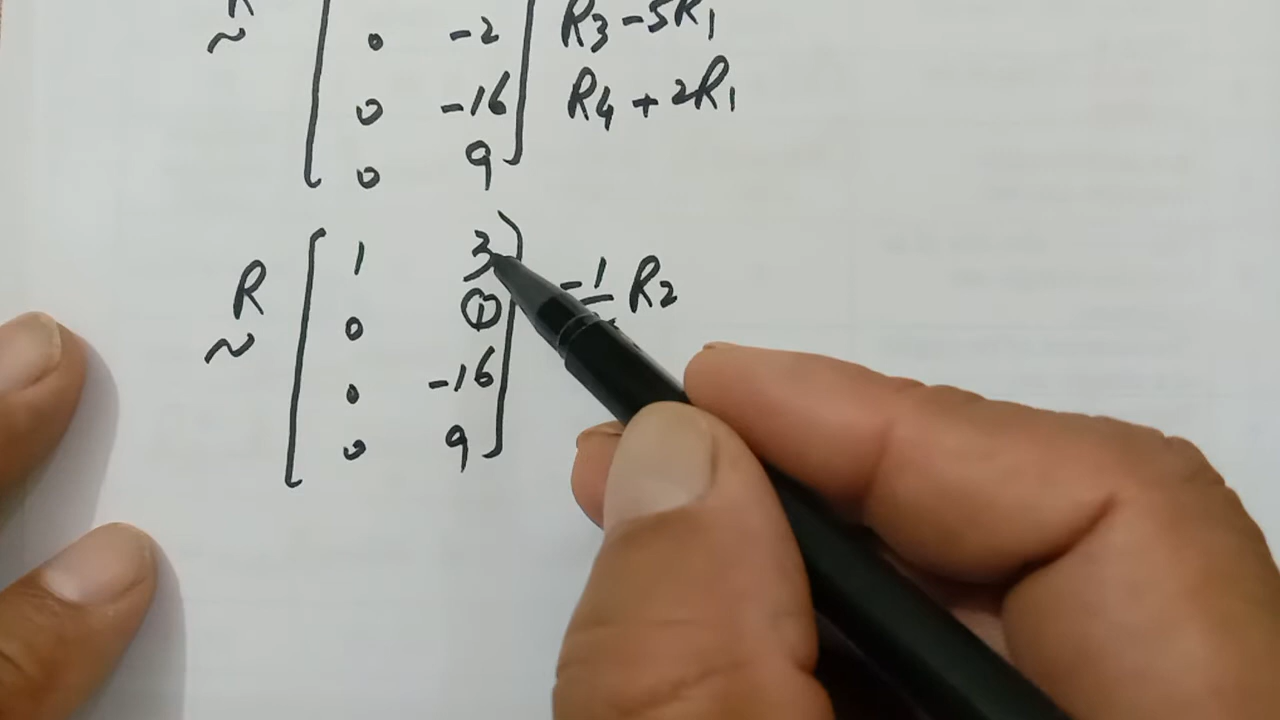 R
~ 0 -2 R3 - 5R1
0 -16 R4 + 2R1
0 9
1 3
R 0 1 -1 R2
~
0 -16
0 9